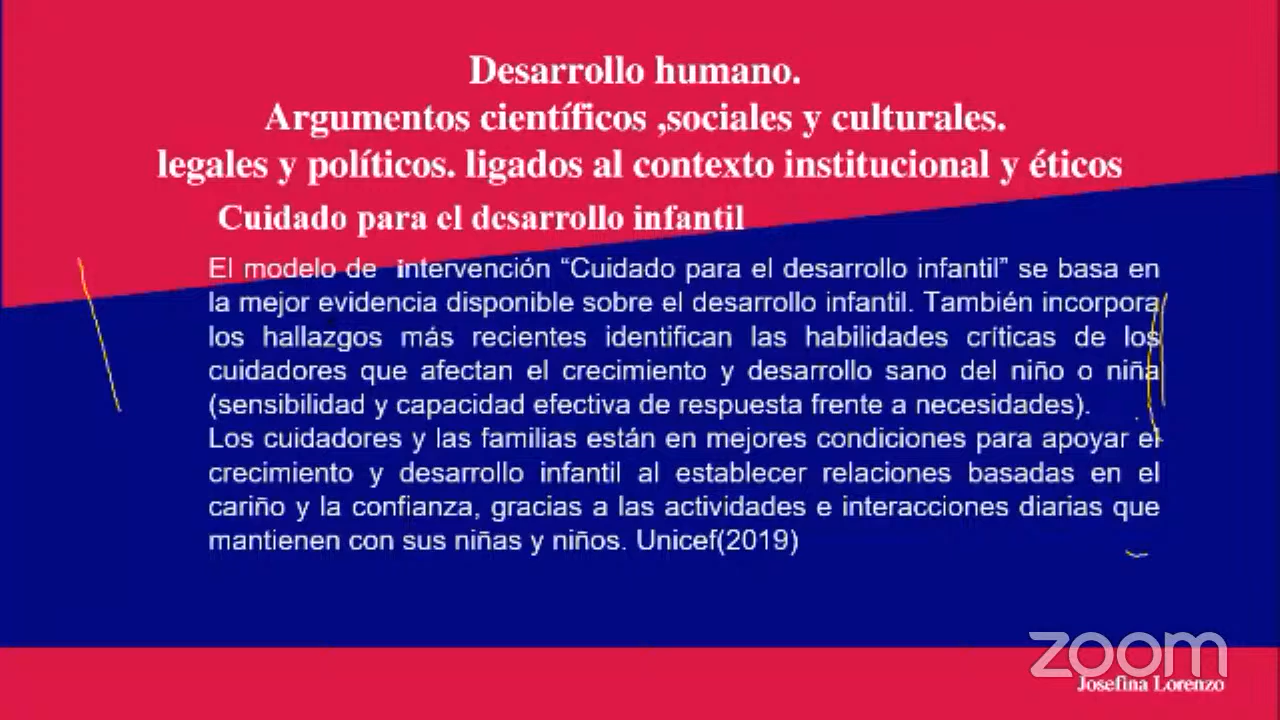 Desarrollo humano.
Argumentos científicos ,sociales y culturales.
legales y políticos. ligados al contexto institucional y éticos
Cuidado para el desarrollo infantil
El modelo de intervención “Cuidado para el desarrollo infantil” se basa en
la mejor evidencia disponible sobre el desarrollo infantil. También incorpora
los hallazgos más recientes identifican las habilidades críticas de los
cuidadores que afectan el crecimiento y desarrollo sano del niño o niña
(sensibilidad y capacidad efectiva de respuesta frente a necesidades).
Los cuidadores y las familias están en mejores condiciones para apoyar el
crecimiento y desarrollo infantil al establecer relaciones basadas en el
cariño y la confianza, gracias a las actividades e interacciones diarias que
mantienen con sus niñas y niños. Unicef(2019)
zoom
Josefina Lorenzo